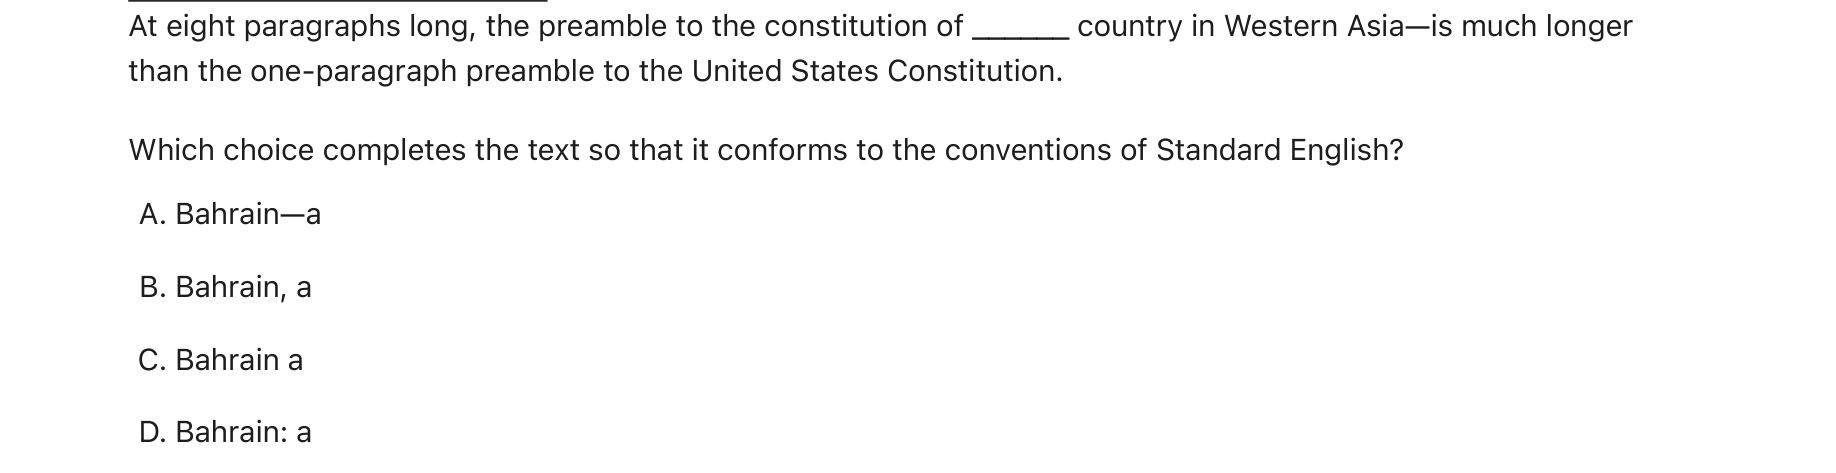 At eight paragraphs long, the preamble to the constitution of ______ country in Western Asia—is much longer
than the one-paragraph preamble to the United States Constitution.
Which choice completes the text so that it conforms to the conventions of Standard English?
A. Bahrain—a
B. Bahrain, a
C. Bahrain a
D. Bahrain: a